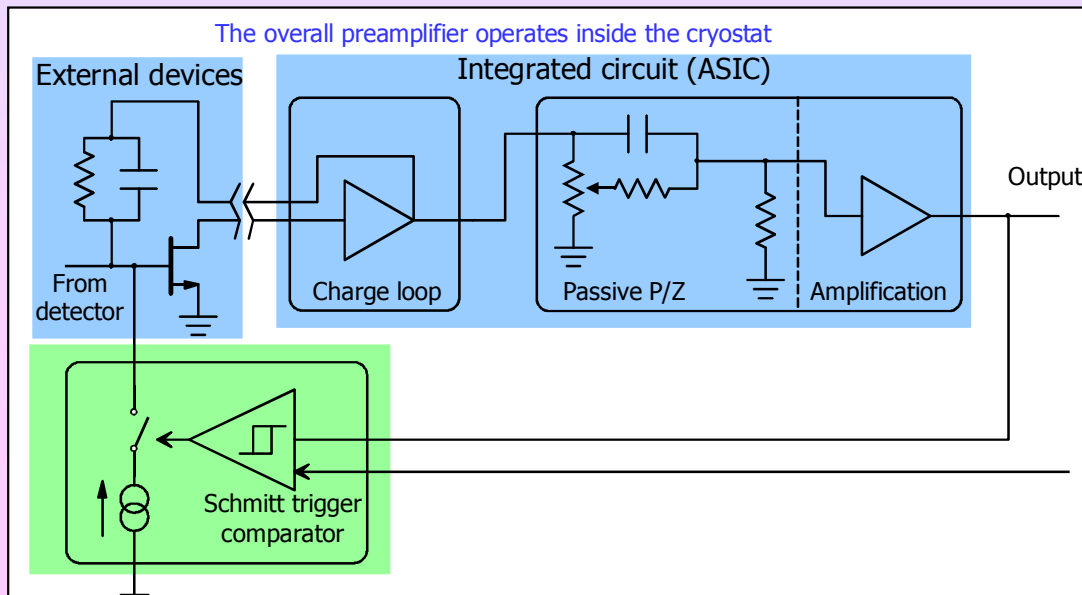 The overall preamplifier operates inside the cryostat
External devices
Integrated circuit (ASIC)
Output
From
detector
Charge loop
Passive P/Z
Amplification
Schmitt trigger
comparator